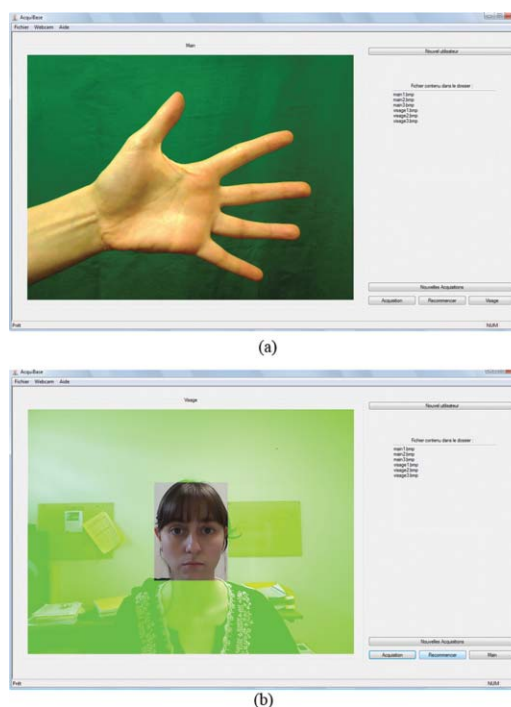 AcquiBase
Fichier Webcam Aide
Main
Nouvel utilisateur
Fichier contenu dans le dossier :
main1.bmp
main2.bmp
main3.bmp
visage1.bmp
visage2.bmp
visage3.bmp
Nouvelles Acquisitions
Acquisition Recommencer Visage
Prêt NUM
(a)
AcquiBase
Fichier Webcam Aide
Visage
Nouvel utilisateur
Fichier contenu dans le dossier :
main1.bmp
main2.bmp
main3.bmp
visage1.bmp
visage2.bmp
visage3.bmp
Nouvelles Acquisitions
Acquisition Recommencer Main
Prêt NUM
(b)